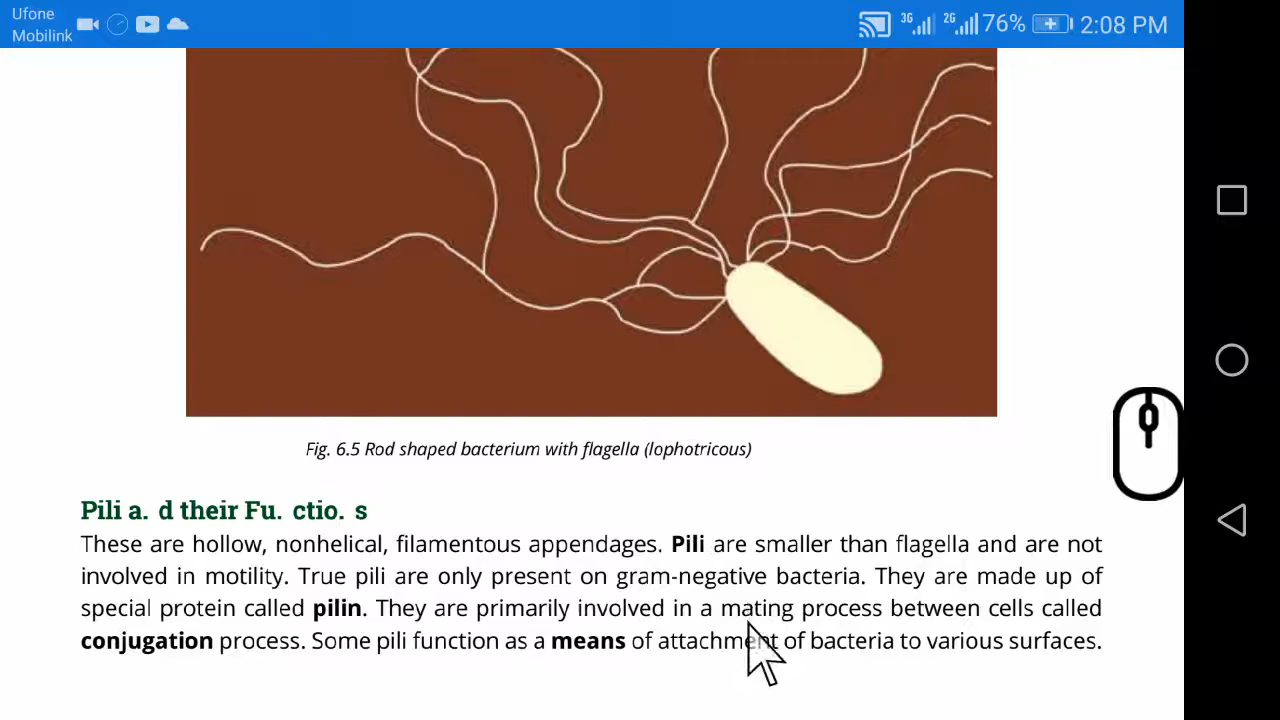 Ufone
Mobilink
3G 2G 76% 2:08 PM
Fig. 6.5 Rod shaped bacterium with flagella (lophotricous)
Pili a. d their Fu. ctio. s
These are hollow, nonhelical, filamentous appendages. Pili are smaller than flagella and are not
involved in motility. True pili are only present on gram-negative bacteria. They are made up of
special protein called pilin. They are primarily involved in a mating process between cells called
conjugation process. Some pili function as a means of attachment of bacteria to various surfaces.